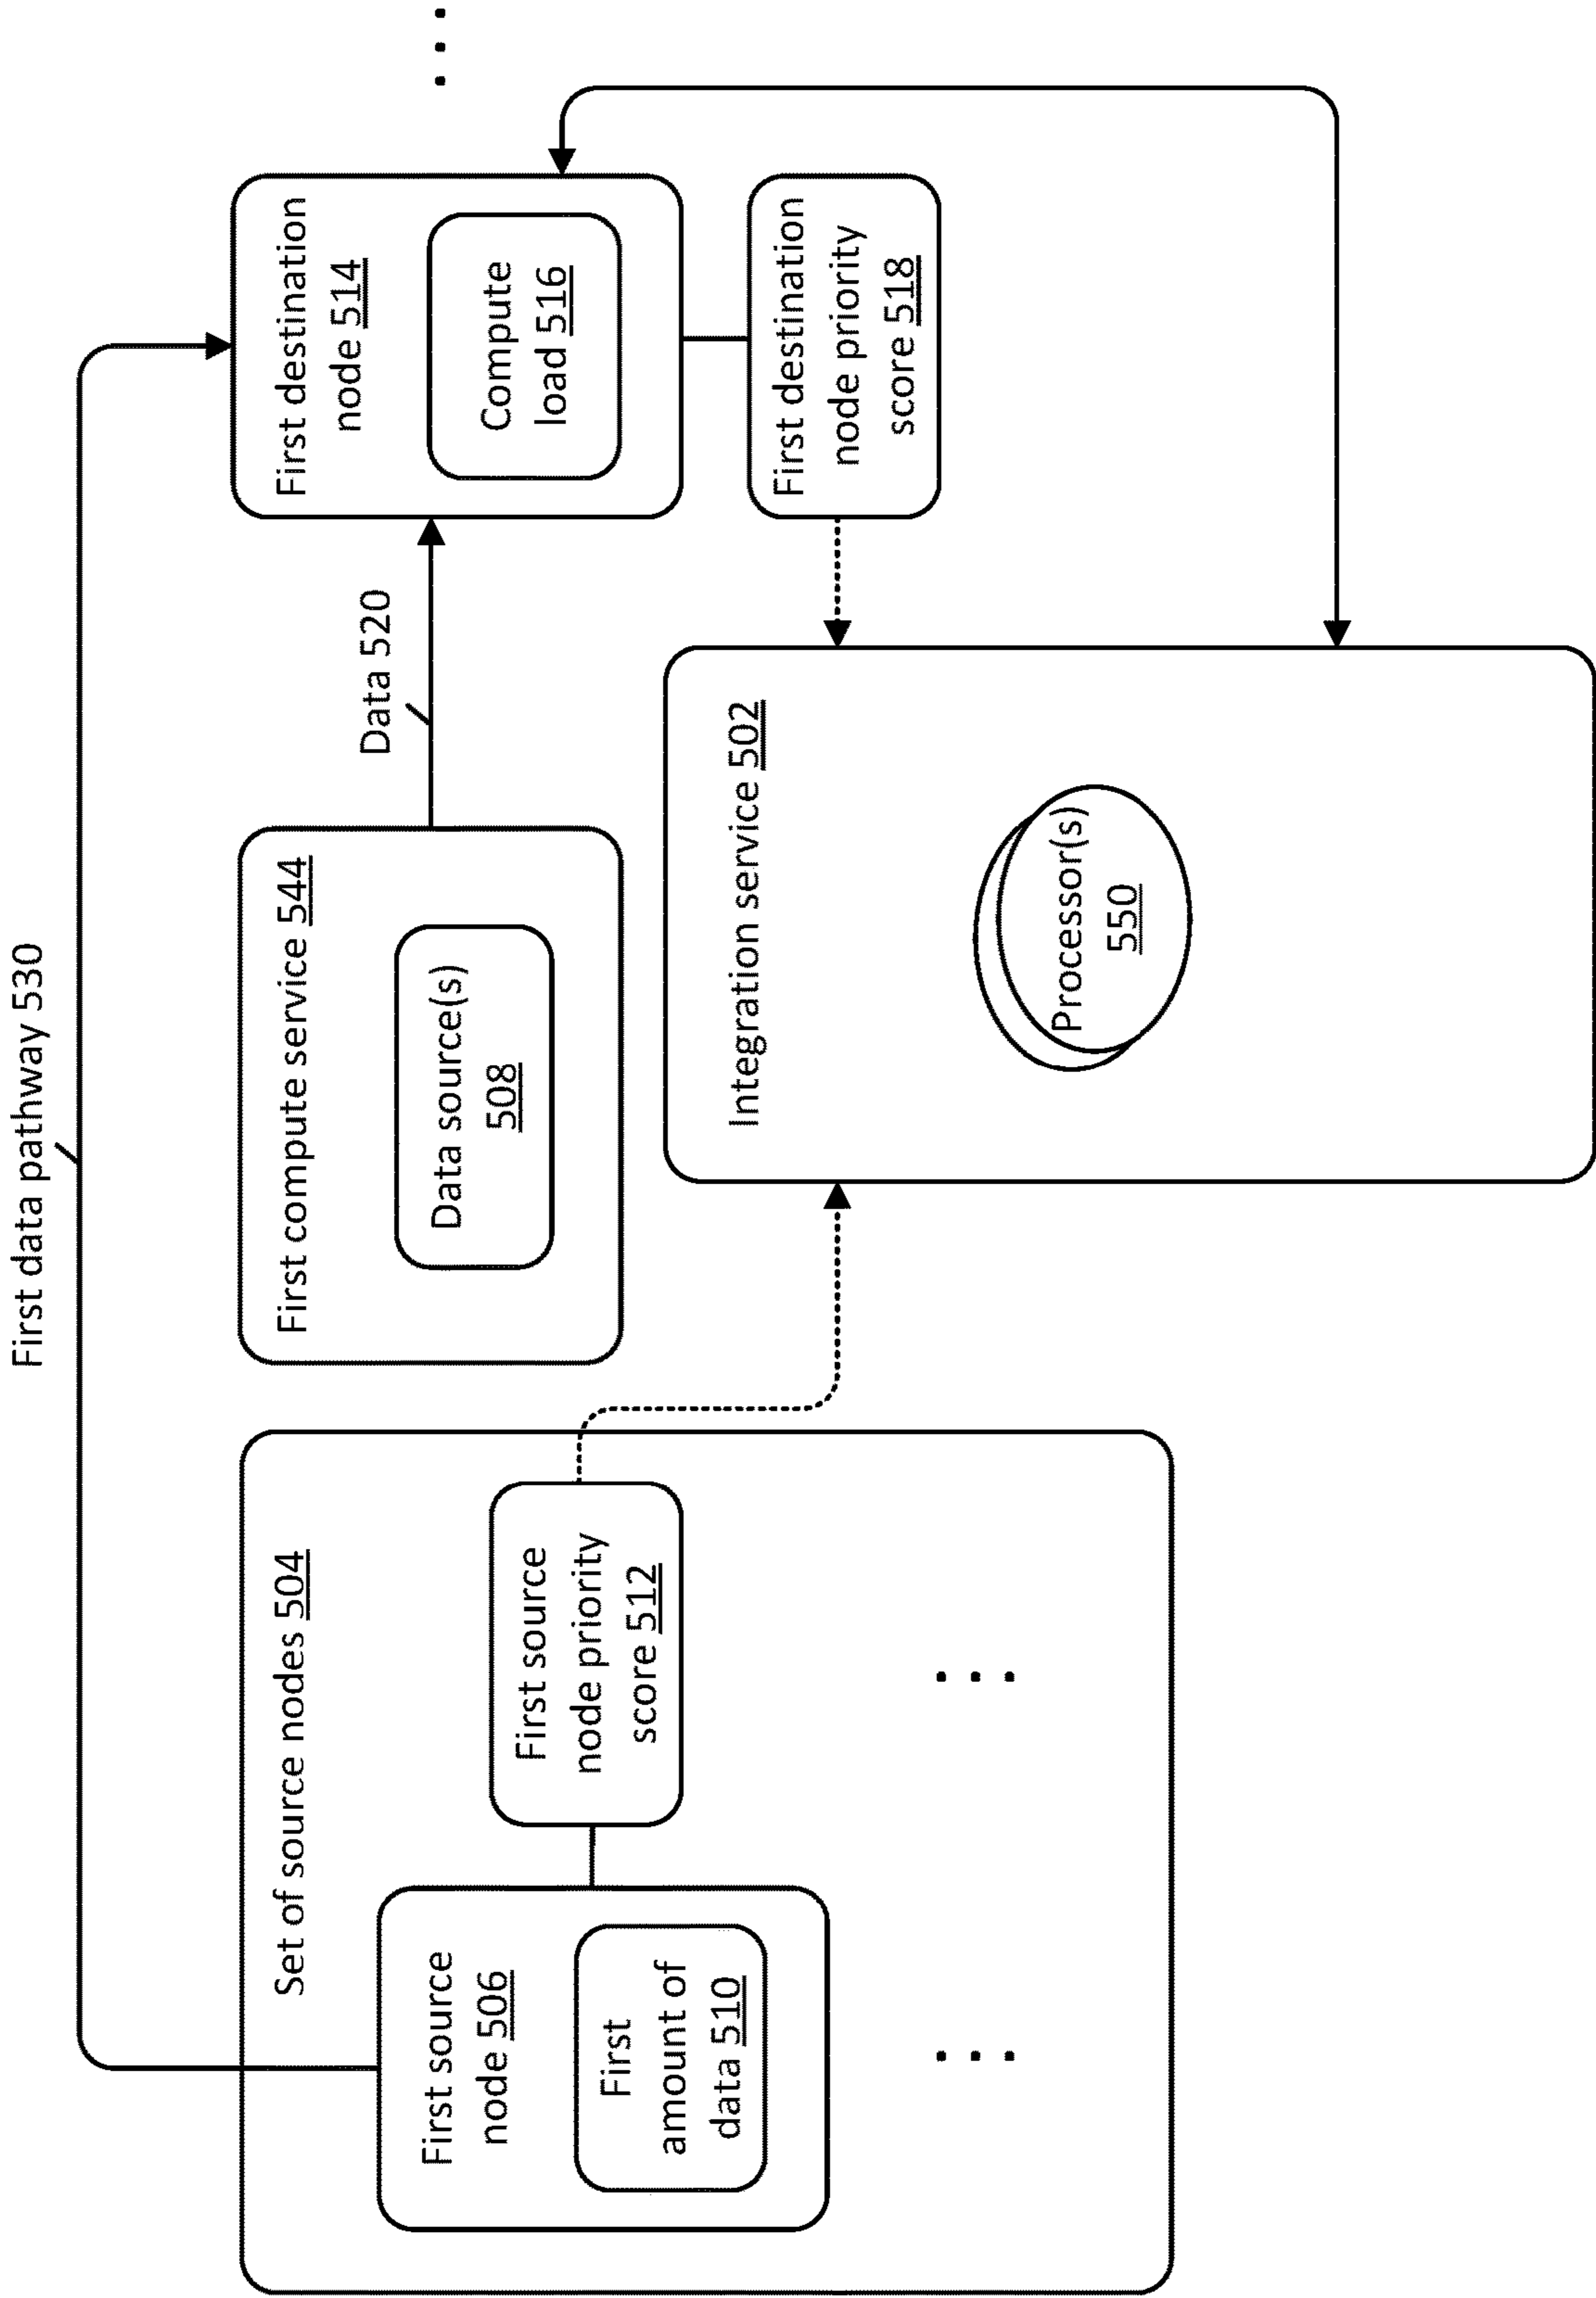 First data pathway 530
Set of source nodes 504
First source
node 506
First
amount of
data 510
First source
node priority
score 512
First compute service 544
Data source(s)
508
Data 520
First destination
node 514
Compute
load 516
First destination
node priority
score 518
Integration service 502
Processor(s)
550